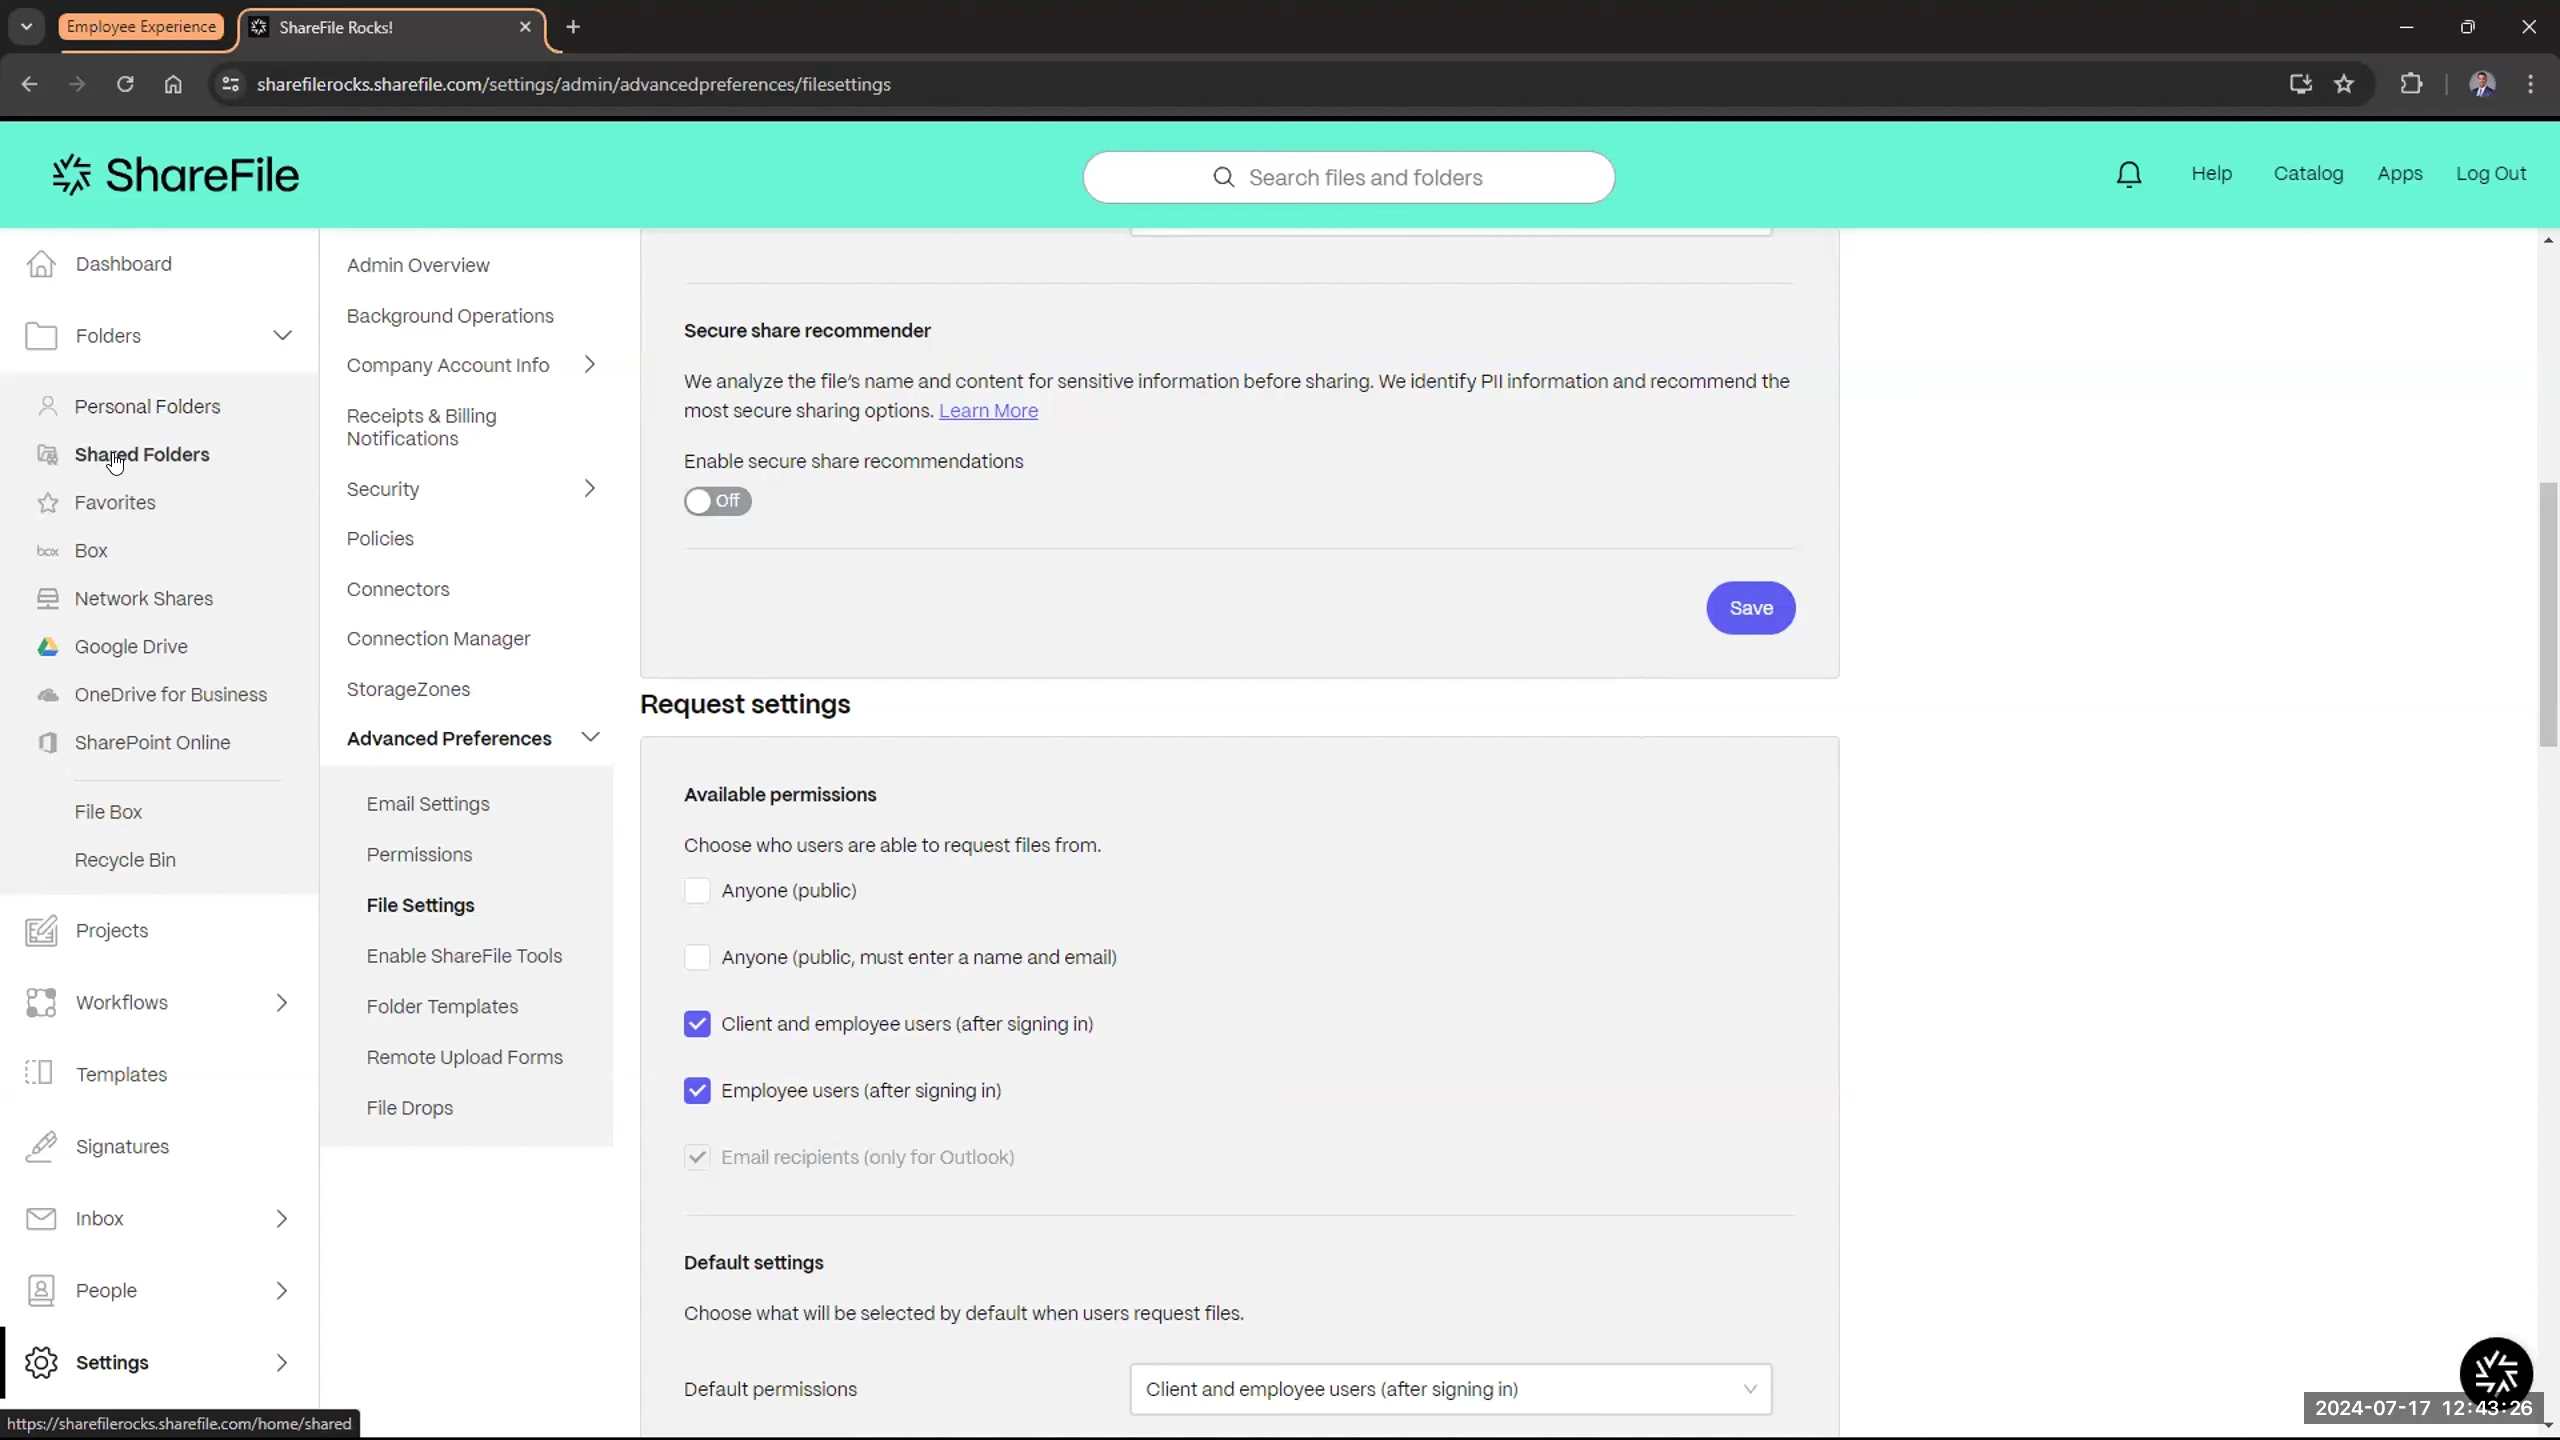 Employee Experience
ShareFile Rocks!
sharefilerocks.sharefile.com/settings/admin/advancedpreferences/filesettings
ShareFile
Search files and folders
Help
Catalog
Apps
Log Out
Dashboard
Folders
Personal Folders
Shared Folders
Favorites
box Box
Network Shares
Google Drive
OneDrive for Business
SharePoint Online
File Box
Recycle Bin
Projects
Workflows
Templates
Signatures
Inbox
People
Settings
Admin Overview
Background Operations
Company Account Info
Receipts & Billing
Notifications
Security
Policies
Connectors
Connection Manager
StorageZones
Advanced Preferences
Email Settings
Permissions
File Settings
Enable ShareFile Tools
Folder Templates
Remote Upload Forms
File Drops
Secure share recommender
We analyze the file's name and content for sensitive information before sharing. We identify PII information and recommend the
most secure sharing options. Learn More
Enable secure share recommendations
Off
Save
Request settings
Available permissions
Choose who users are able to request files from.
Anyone (public)
Anyone (public, must enter a name and email)
Client and employee users (after signing in)
Employee users (after signing in)
Email recipients (only for Outlook)
Default settings
Choose what will be selected by default when users request files.
Default permissions
Client and employee users (after signing in)
https://sharefilerocks.sharefile.com/home/shared
2024-07-17 12:43:26